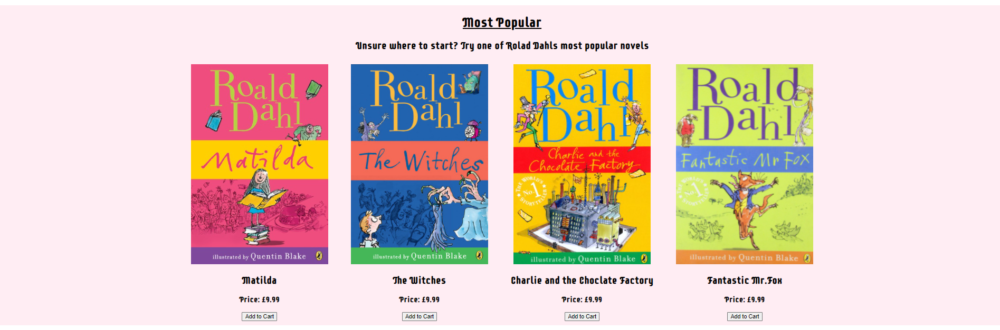 Most Popular
Unsure where to start? Try one of Rolad Dahls most popular novels
Roald
Dahl
Matilda
illustrated by Quentin Blake
Roald
Dahl
The Witches
illustrated by Quentin Blake
Roald
Dahl
Charlie and the
Chocolate Factory
THE WORLD'S
No.1
STORYTELLER
illustrated by Quentin Blake
Roald
Dahl
Fantastic Mr Fox
THE WORLD'S
No.1
STORYTELLER
illustrated by Quentin Blake
Matilda
The Witches
Charlie and the Choclate Factory
Fantastic Mr.Fox
Price: £9.99
Price: £9.99
Price: £9.99
Price: £9.99
Add to Cart
Add to Cart
Add to Cart
Add to Cart